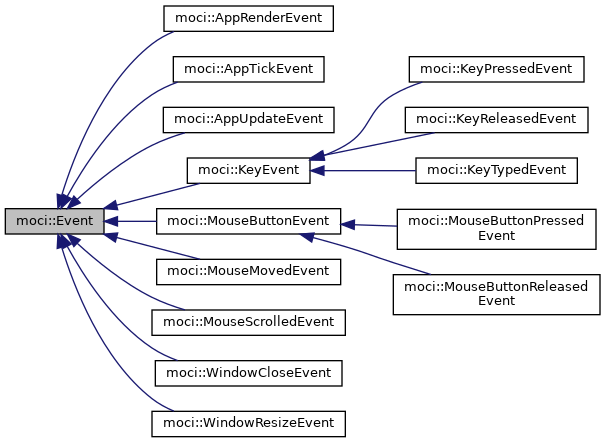 moci::AppRenderEvent
moci::AppTickEvent
moci::AppUpdateEvent
moci::KeyEvent
moci::KeyPressedEvent
moci::KeyReleasedEvent
moci::KeyTypedEvent
moci::Event
moci::MouseButtonEvent
moci::MouseButtonPressed
Event
moci::MouseButtonReleased
Event
moci::MouseMovedEvent
moci::MouseScrolledEvent
moci::WindowCloseEvent
moci::WindowResizeEvent